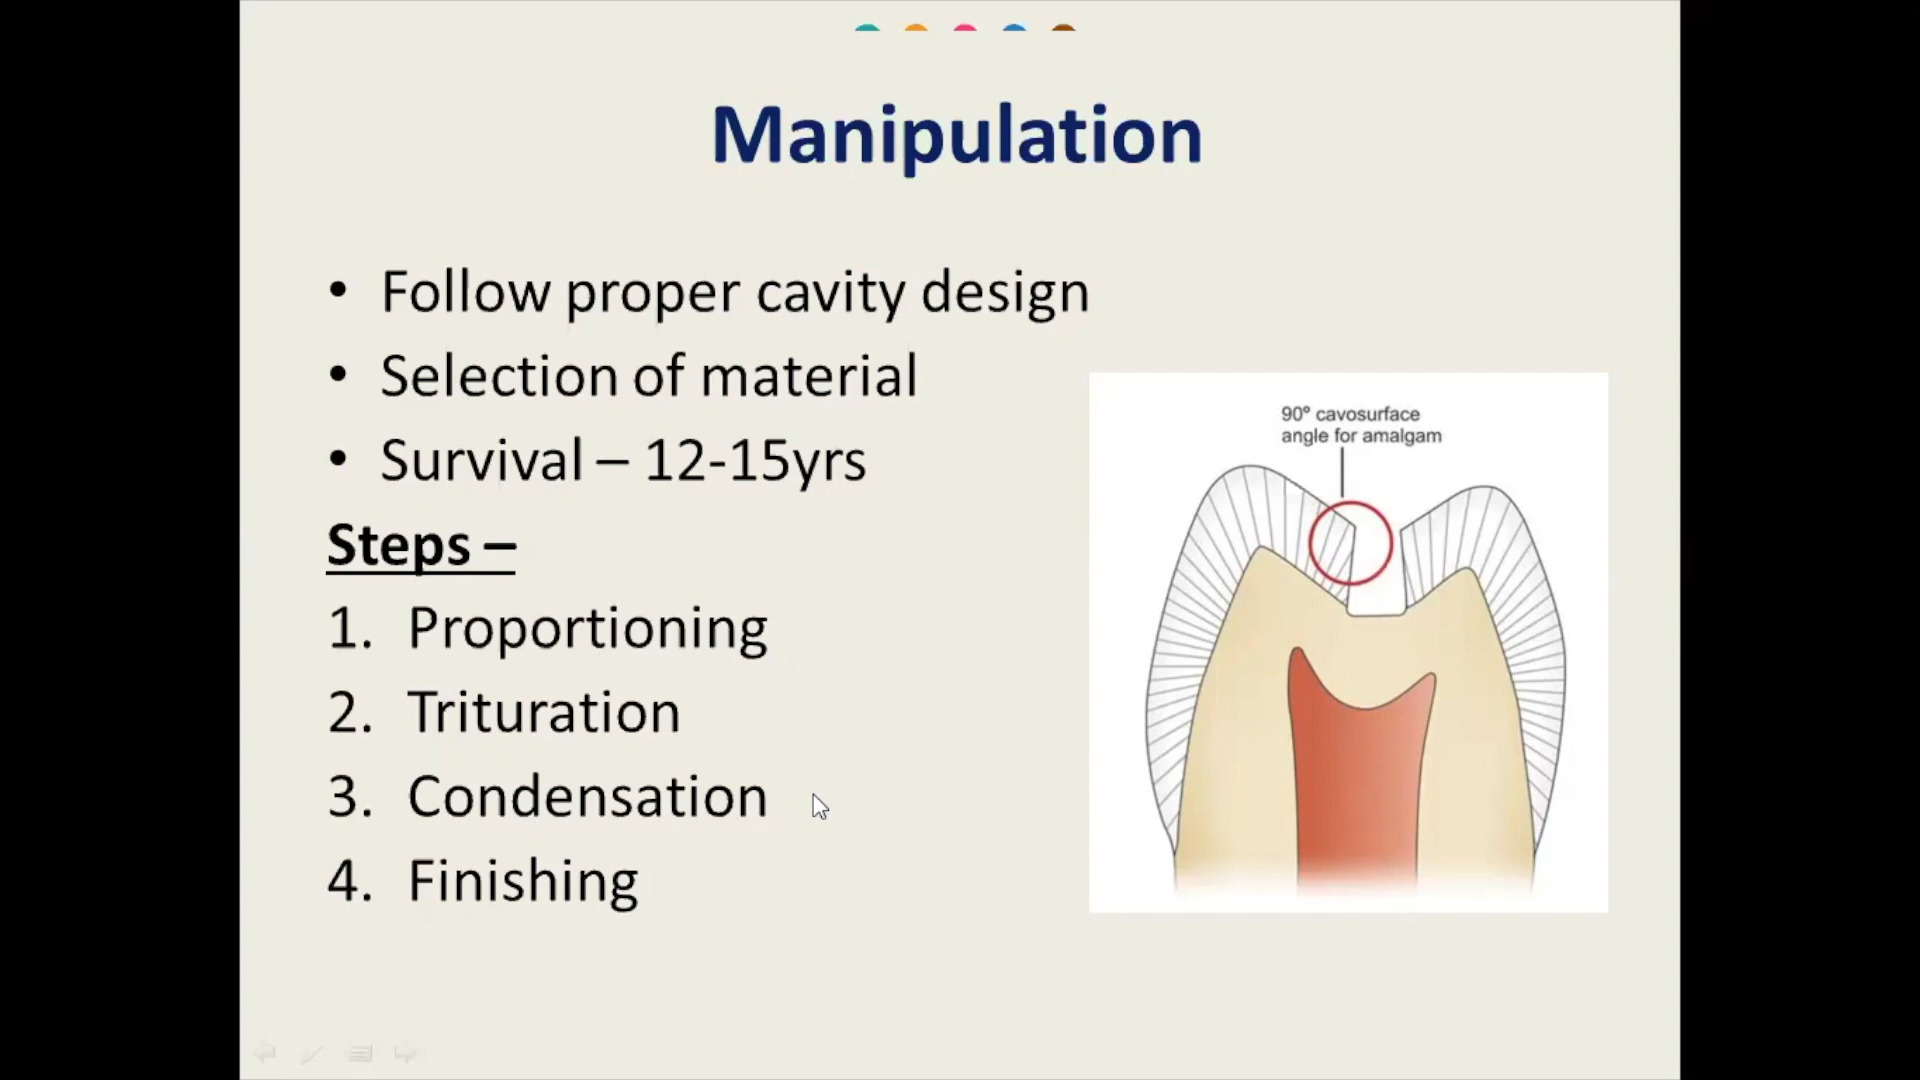 Manipulation
• Follow proper cavity design
• Selection of material
• Survival – 12-15yrs
Steps –
1. Proportioning
2. Trituration
3. Condensation
4. Finishing
90° cavosurface
angle for amalgam